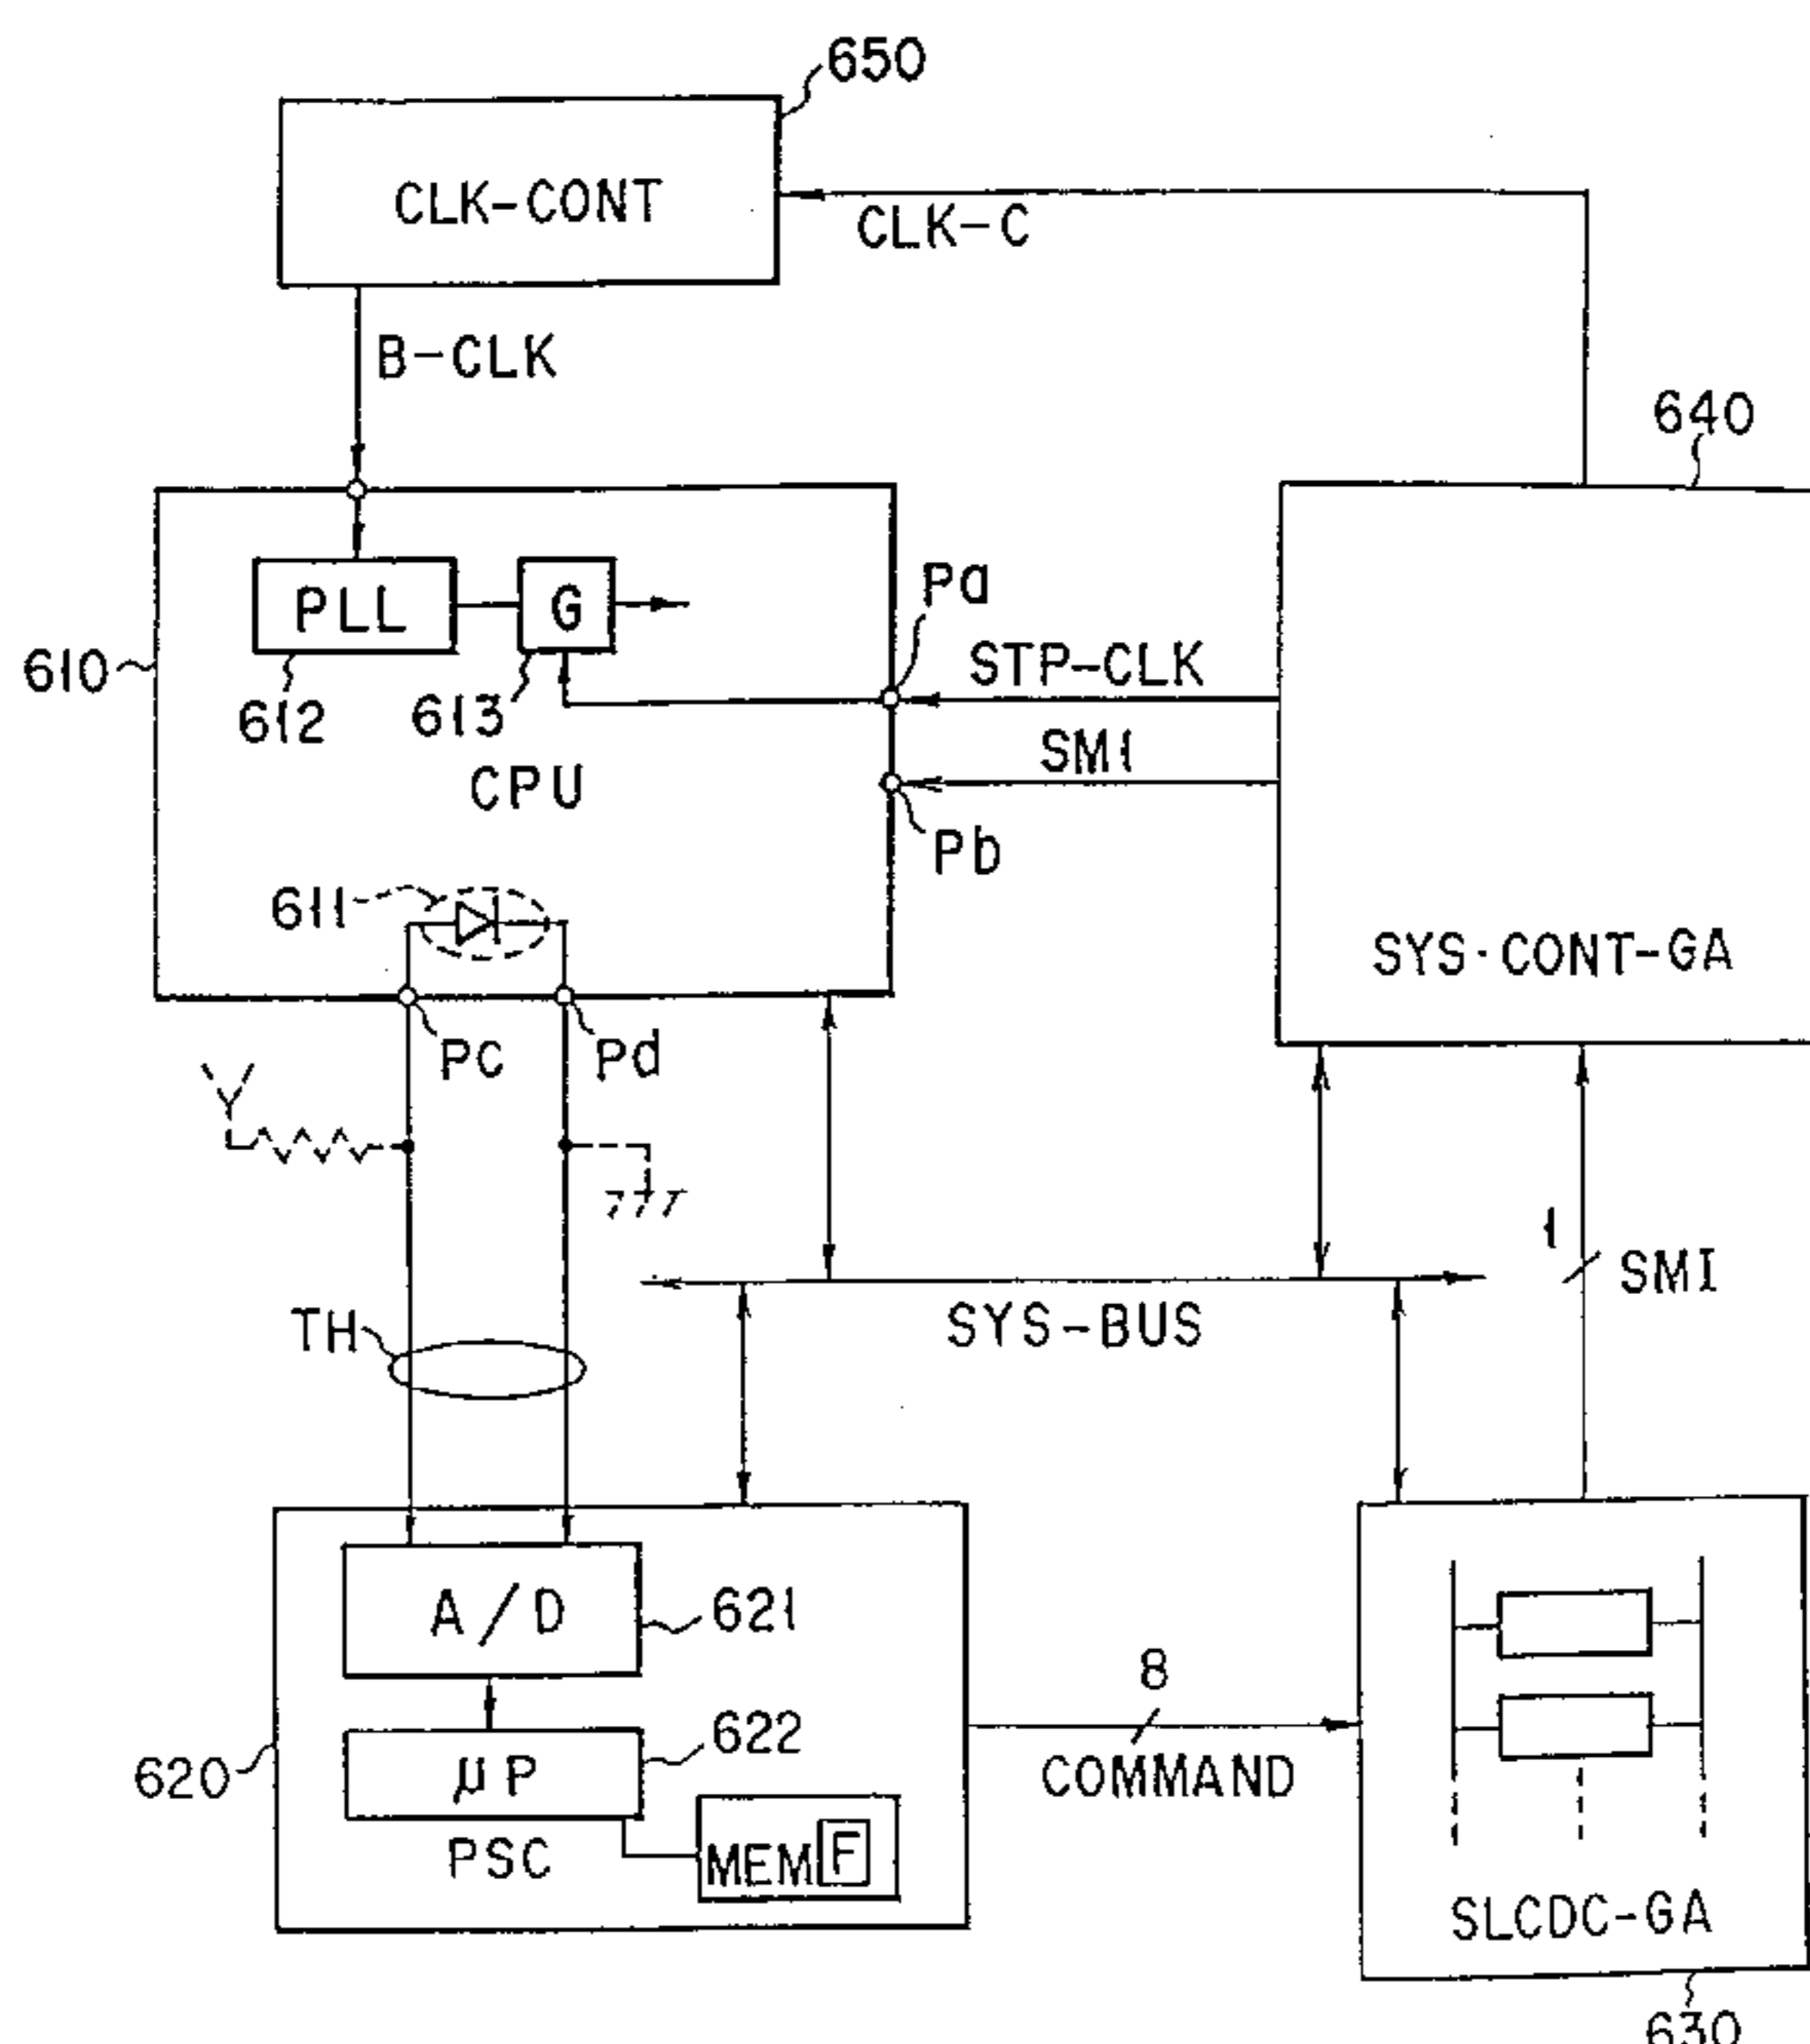 650
CLK-CONT
CLK-C
B-CLK
640
PLL
G
Pa
610
STP-CLK
612
613
SMI
CPU
Pb
611
SYS·CONT-GA
PC
Pd
1
SMI
TH
SYS-BUS
A/D
621
8
622
620
μP
COMMAND
PSC
MEM F
SLCDC-GA
630